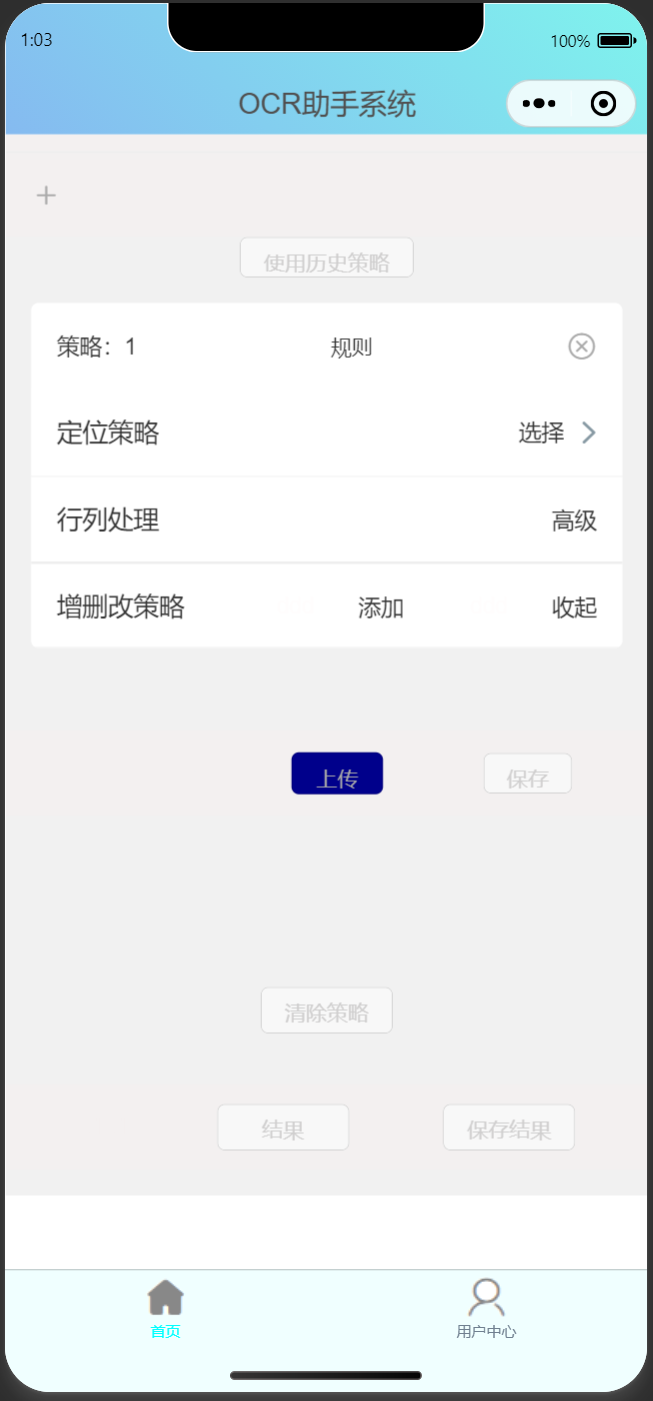 1:03
100%
OCR助手系统
+
使用历史策略
策略：1 规则
定位策略 选择
行列处理 高级
增删改策略 添加 收起
上传 保存
清除策略
结果 保存结果
首页 用户中心